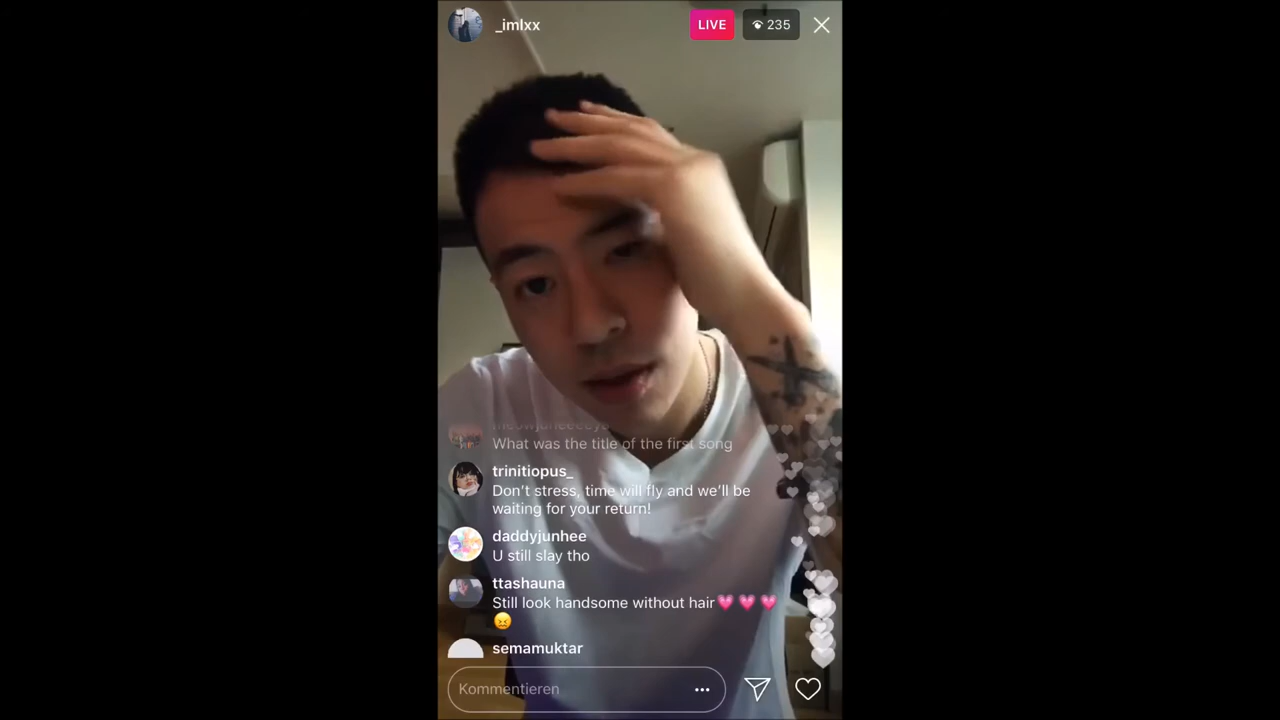 _imlxx
LIVE
235
meowjuneeeeys
What was the title of the first song
trinitiopus_
Don't stress, time will fly and we'll be
waiting for your return!
daddyjunhee
U still slay tho
ttashauna
Still look handsome without hair💗💗💗
😖
semamuktar
Kommentieren